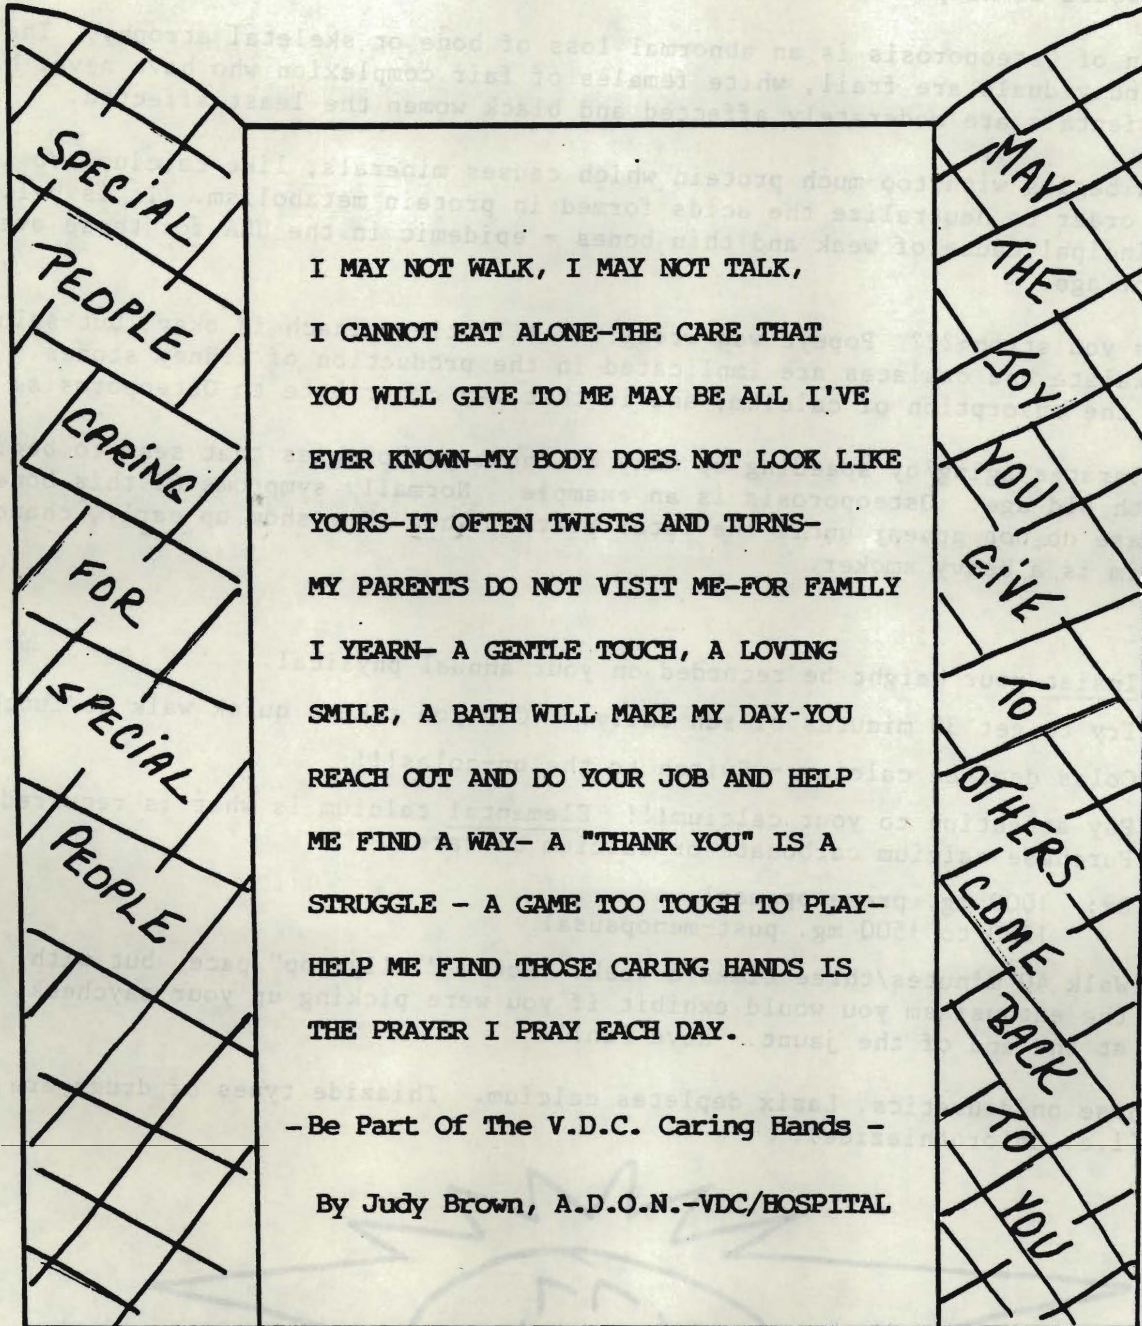 SPECIAL
PEOPLE
CARING
FOR
SPECIAL
PEOPLE
I MAY NOT WALK, I MAY NOT TALK,
I CANNOT EAT ALONE-THE CARE THAT
YOU WILL GIVE TO ME MAY BE ALL I'VE
EVER KNOWN-MY BODY DOES NOT LOOK LIKE
YOURS-IT OFTEN TWISTS AND TURNS-
MY PARENTS DO NOT VISIT ME-FOR FAMILY
I YEARN- A GENTLE TOUCH, A LOVING
SMILE, A BATH WILL MAKE MY DAY-YOU
REACH OUT AND DO YOUR JOB AND HELP
ME FIND A WAY- A "THANK YOU" IS A
STRUGGLE - A GAME TOO TOUGH TO PLAY--
HELP ME FIND THOSE CARING HANDS IS
THE PRAYER I PRAY EACH DAY.
-Be Part Of The V.D.C. Caring Hands -
By Judy Brown, A.D.O.N.-VDC/HOSPITAL
MAY
THE
JOY
YOU
GIVE
TO
OTHERS
COME
BACK
TO
YOU